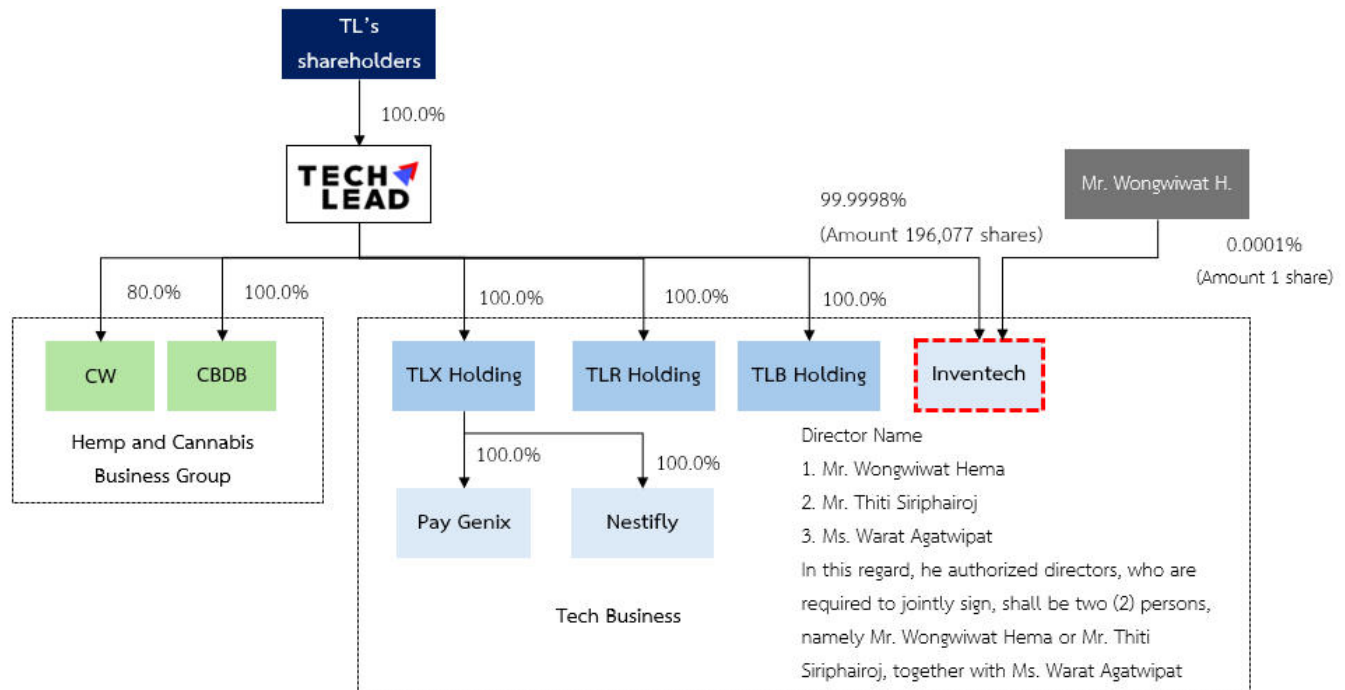 TL's
shareholders
100.0%
TECH
LEAD
Mr. Wongwiwat H.
99.9998%
(Amount 196,077 shares)
0.0001%
(Amount 1 share)
80.0%
100.0%
100.0%
100.0%
100.0%
CW
CBDB
TLX Holding
TLR Holding
TLB Holding
Inventech
Hemp and Cannabis
Business Group
100.0%
100.0%
Pay Genix
Nestifly
Tech Business
Director Name
1. Mr. Wongwiwat Hema
2. Mr. Thiti Siriphairoj
3. Ms. Warat Agatwipat
In this regard, he authorized directors, who are
required to jointly sign, shall be two (2) persons,
namely Mr. Wongwiwat Hema or Mr. Thiti
Siriphairoj, together with Ms. Warat Agatwipat